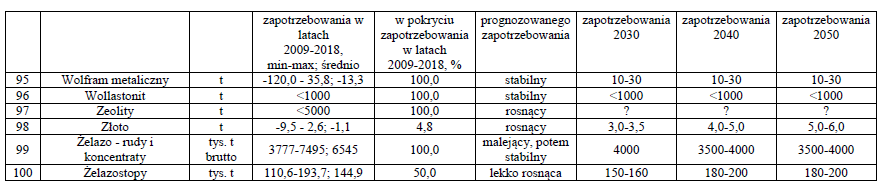 zapotrzebowania w latach 2009-2018, min-max; średnio | w pokryciu zapotrzebowania w latach 2009-2018, % | prognozowanego zapotrzebowania | zapotrzebowania 2030 | zapotrzebowania 2040 | zapotrzebowania 2050
95 | Wolfram metaliczny | t | -120,0 - 35,8; -13,3 | 100,0 | stabilny | 10-30 | 10-30 | 10-30
96 | Wollastonit | t | <1000 | 100,0 | stabilny | <1000 | <1000 | <1000
97 | Zeolity | t | <5000 | 100,0 | rosnący | ? | ? | ?
98 | Złoto | t | -9,5 - 2,6; -1,1 | 4,8 | rosnący | 3,0-3,5 | 4,0-5,0 | 5,0-6,0
99 | Żelazo - rudy i koncentraty | tys. t brutto | 3777-7495; 6545 | 100,0 | malejący, potem stabilny | 4000 | 3500-4000 | 3500-4000
100 | Żelazostopy | tys. t | 110,6-193,7; 144,9 | 50,0 | lekko rosnąca | 150-160 | 180-200 | 180-200